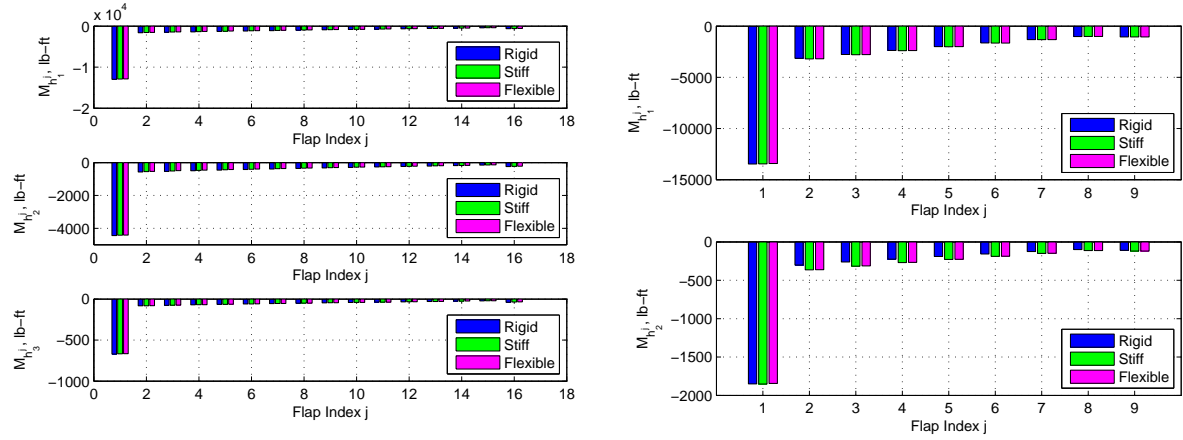 x 10^4
0
−1
−2
M_{h_1^j}, lb−ft
Rigid
Stiff
Flexible
0 2 4 6 8 10 12 14 16 18
Flap Index j
0
−2000
−4000
M_{h_2^j}, lb−ft
Rigid
Stiff
Flexible
0 2 4 6 8 10 12 14 16 18
Flap Index j
0
−500
−1000
M_{h_3^j}, lb−ft
Rigid
Stiff
Flexible
0 2 4 6 8 10 12 14 16 18
Flap Index j
0
−5000
−10000
−15000
M_{h_1^j}, lb−ft
Rigid
Stiff
Flexible
1 2 3 4 5 6 7 8 9
Flap Index j
0
−500
−1000
−1500
−2000
M_{h_2^j}, lb−ft
Rigid
Stiff
Flexible
1 2 3 4 5 6 7 8 9
Flap Index j